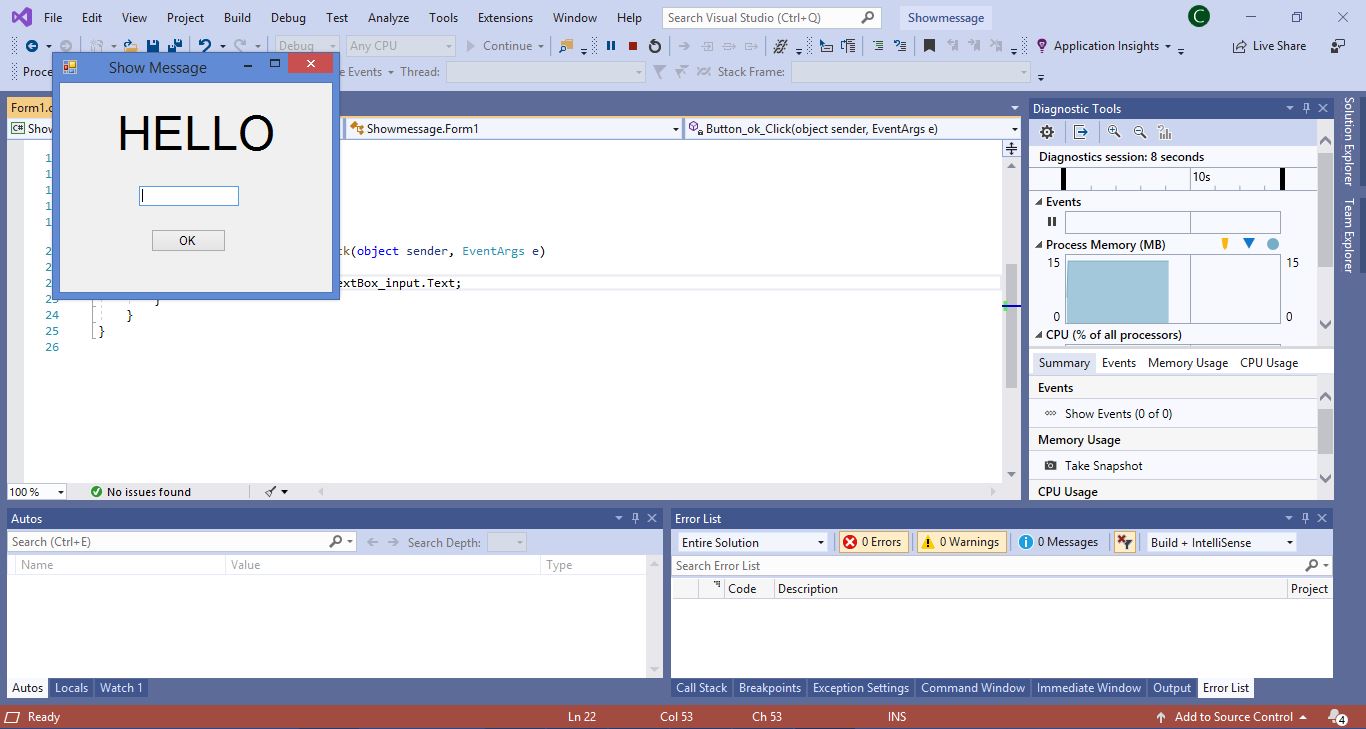 File Edit View Project Build Debug Test Analyze Tools Extensions Window Help Search Visual Studio (Ctrl+Q) Showmessage C
Debug Any CPU Continue Application Insights Live Share
Proce Events Thread: Stack Frame:
Show Message
HELLO
OK
Form1.c
C# Show Showmessage.Form1 Button_ok_Click(object sender, EventArgs e)
1
1
1
1
1
2 ck(object sender, EventArgs e)
2
2 extBox_input.Text;
23 }
24 }
25 }
26
100 % No issues found
Diagnostic Tools
Diagnostics session: 8 seconds
10s
Events
Process Memory (MB)
15 15
0 0
CPU (% of all processors)
Summary Events Memory Usage CPU Usage
Events
Show Events (0 of 0)
Memory Usage
Take Snapshot
CPU Usage
Solution Explorer
Team Explorer
Autos
Search (Ctrl+E) Search Depth:
Name Value Type
Autos Locals Watch 1
Error List
Entire Solution 0 Errors 0 Warnings 0 Messages Build + IntelliSense
Search Error List
Code Description Project
Call Stack Breakpoints Exception Settings Command Window Immediate Window Output Error List
Ready Ln 22 Col 53 Ch 53 INS Add to Source Control 4